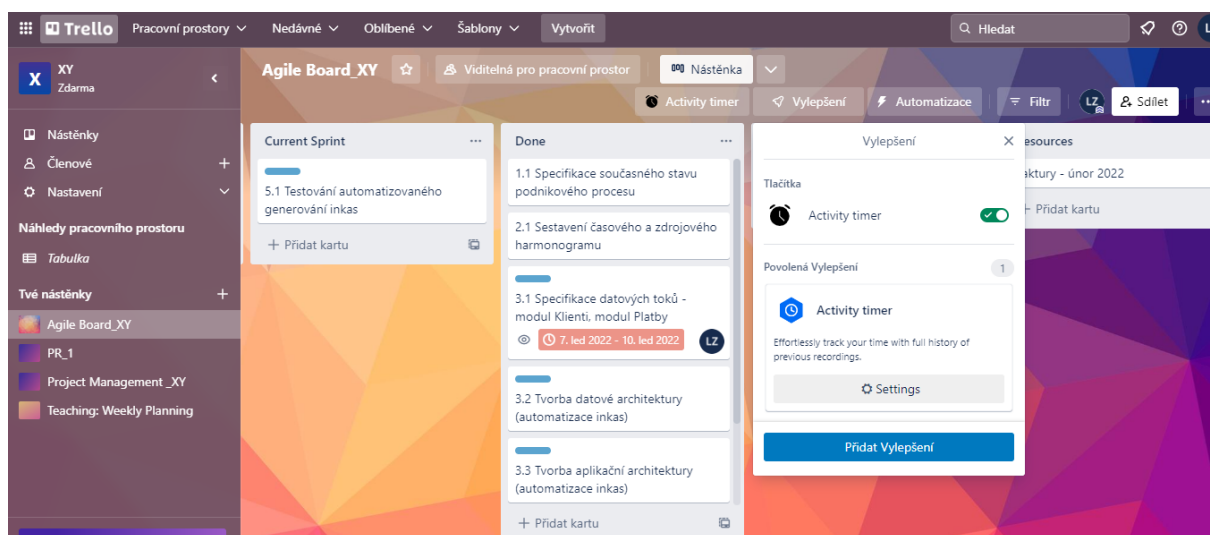 Trello Pracovní prostory Nedávné Oblíbené Šablony Vytvořit Hledat
X XY
Zdarma
Nástěnky
Členové
Nastavení
Náhledy pracovního prostoru
Tabulka
Tvé nástěnky
Agile Board_XY
PR_1
Project Management _XY
Teaching: Weekly Planning
Agile Board_XY Viditelná pro pracovní prostor Nástěnka
Activity timer Vylepšení Automatizace Filtr LZ Sdílet
Current Sprint
5.1 Testování automatizovaného
generování inkas
Přidat kartu
Done
1.1 Specifikace současného stavu
podnikového procesu
2.1 Sestavení časového a zdrojového
harmonogramu
3.1 Specifikace datových toků -
modul Klienti, modul Platby
7. led 2022 - 10. led 2022 LZ
3.2 Tvorba datové architektury
(automatizace inkas)
3.3 Tvorba aplikační architektury
(automatizace inkas)
Přidat kartu
Vylepšení
Tlačítka
Activity timer
Povolená Vylepšení 1
Activity timer
Effortlessly track your time with full history of
previous recordings.
Settings
Přidat Vylepšení
esources
aktury - únor 2022
Přidat kartu